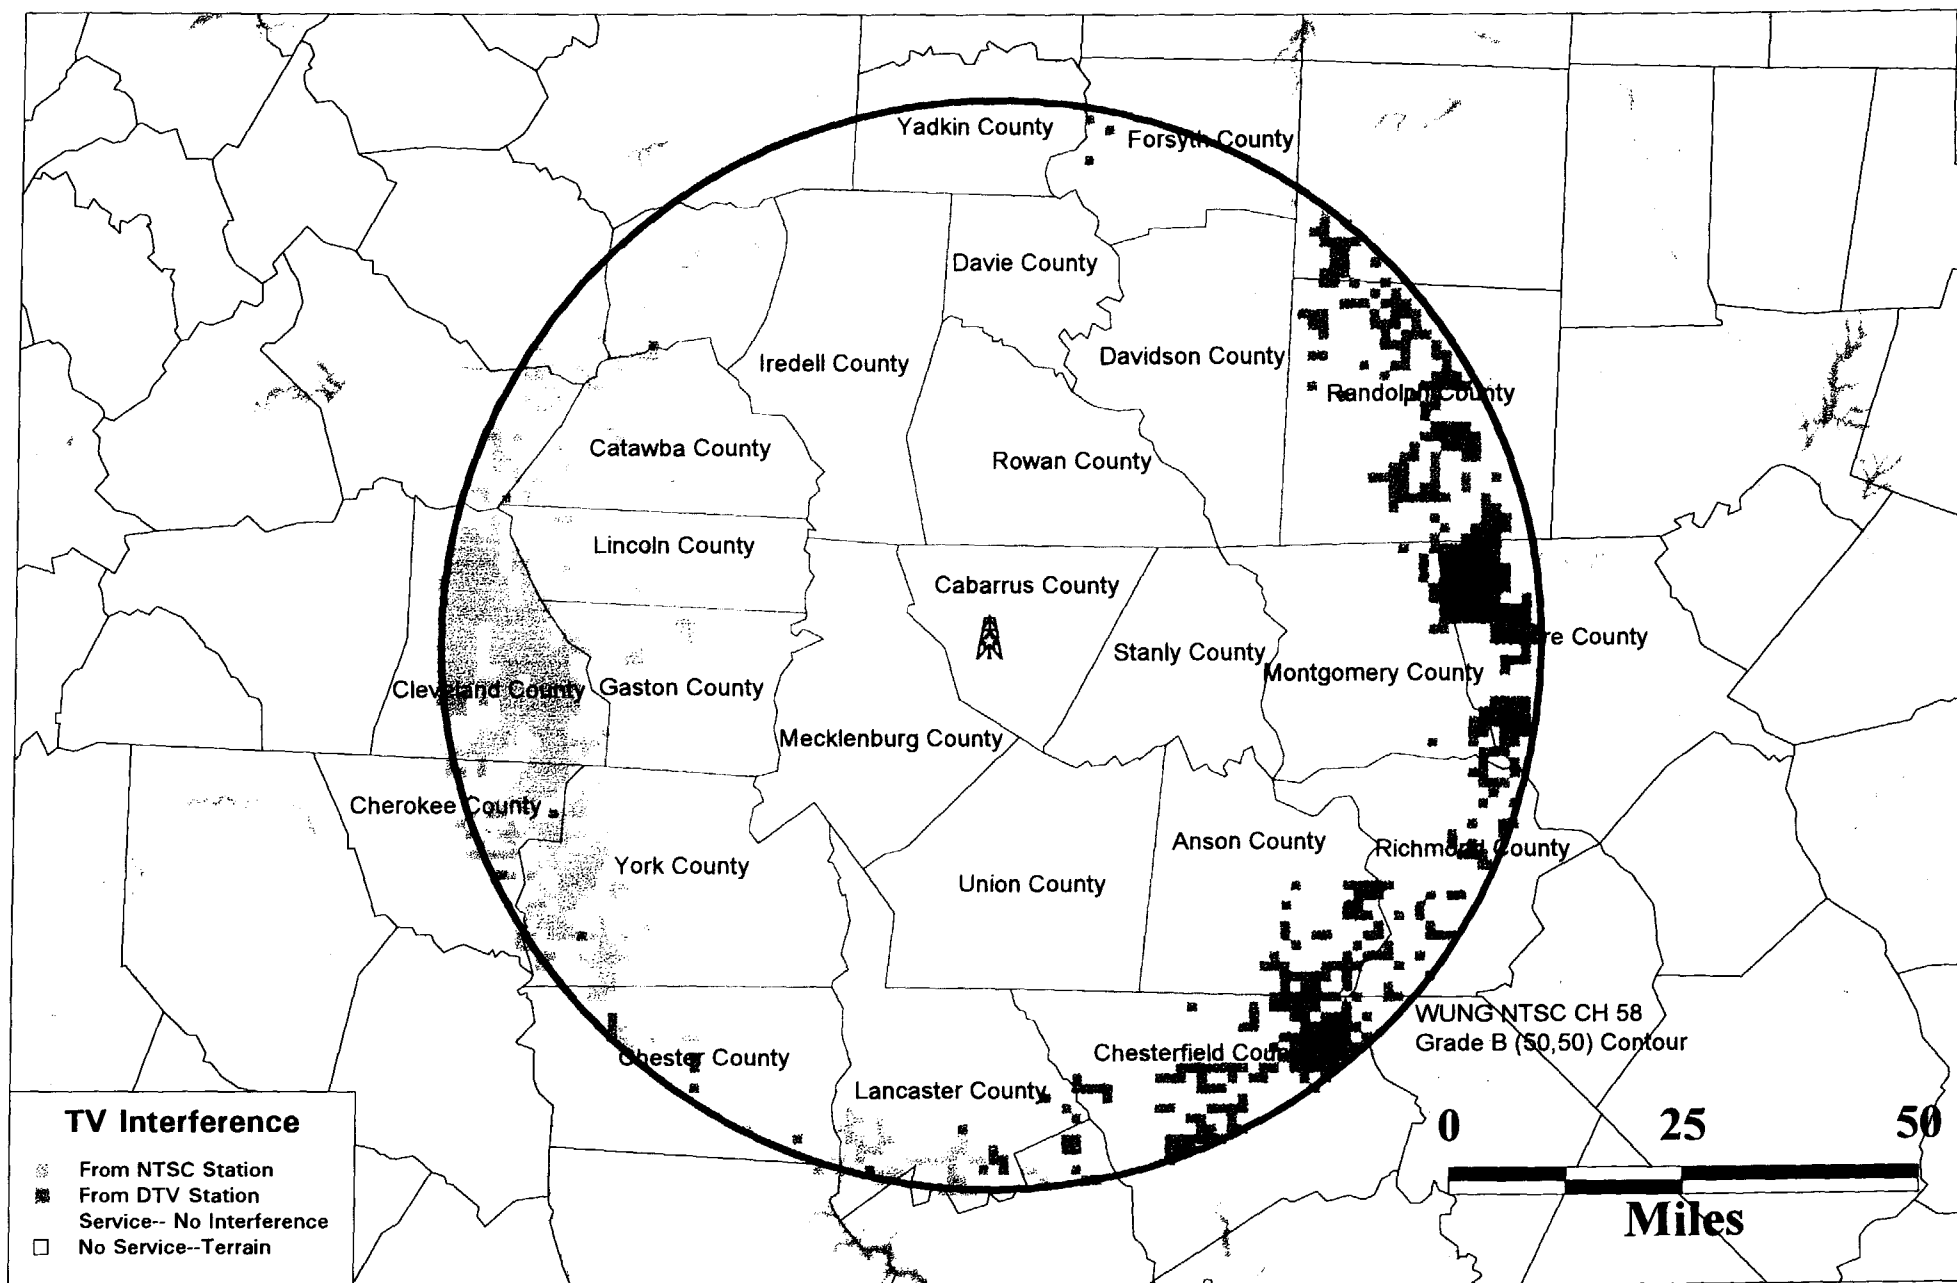 Yadkin County
Forsyth County
Davie County
Iredell County
Davidson County
Randolph County
Catawba County
Rowan County
Lincoln County
Cabarrus County
Stanly County
Montgomery County
re County
Cleveland County
Gaston County
Mecklenburg County
Cherokee County
York County
Union County
Anson County
Richmond County
WUNG NTSC CH 58
Grade B (50,50) Contour
Chester County
Lancaster County
Chesterfield Coun
0 25 50
Miles
TV Interference
From NTSC Station
From DTV Station
Service-- No Interference
No Service--Terrain